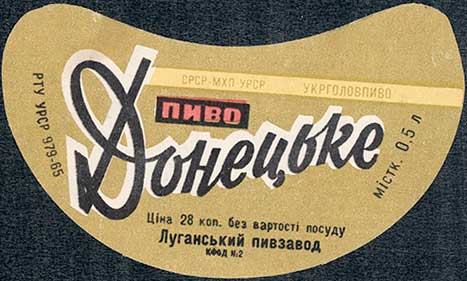 СРСР-МХП УРСР УКРГОЛОВПИВО
ПИВО
Донецьке
РТУ УРСР 979-65
місτк. 0,5 л
Ціна 28 коп. без вартості посуду
Луганський пивзавод
КФОД №2